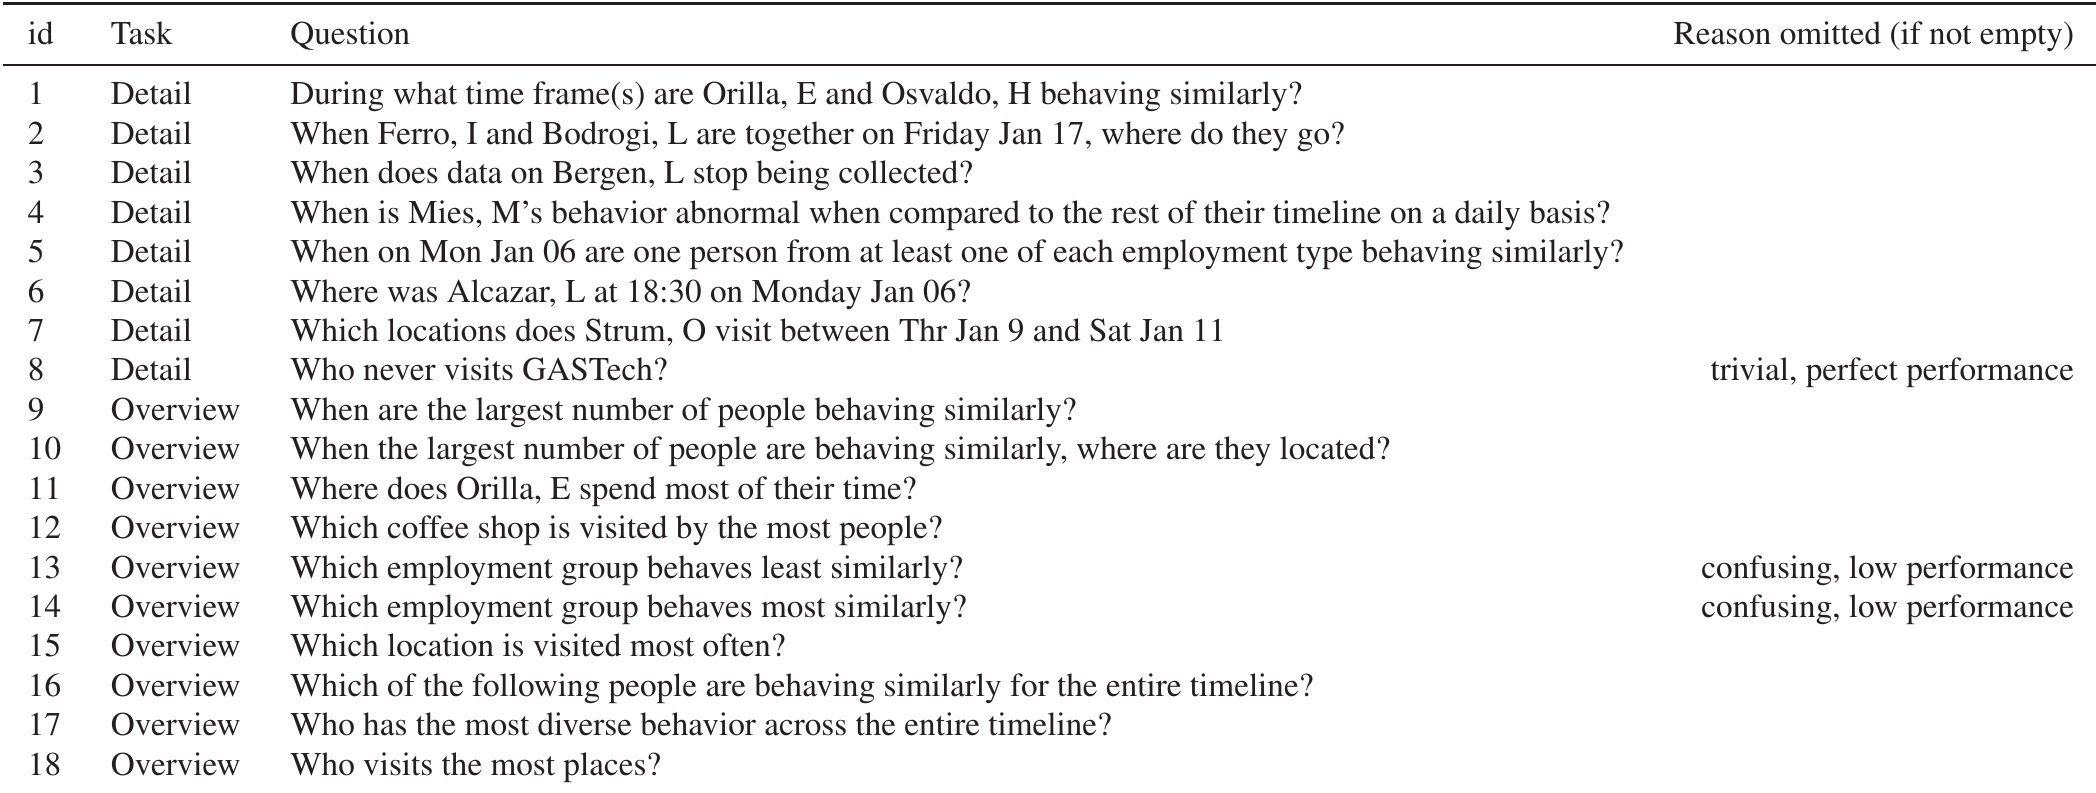 id Task Question Reason omitted (if not empty)
1 Detail During what time frame(s) are Orilla, E and Osvaldo, H behaving similarly?
2 Detail When Ferro, I and Bodrogi, L are together on Friday Jan 17, where do they go?
3 Detail When does data on Bergen, L stop being collected?
4 Detail When is Mies, M’s behavior abnormal when compared to the rest of their timeline on a daily basis?
5 Detail When on Mon Jan 06 are one person from at least one of each employment type behaving similarly?
6 Detail Where was Alcazar, L at 18:30 on Monday Jan 06?
7 Detail Which locations does Strum, O visit between Thr Jan 9 and Sat Jan 11
8 Detail Who never visits GASTech? trivial, perfect performance
9 Overview When are the largest number of people behaving similarly?
10 Overview When the largest number of people are behaving similarly, where are they located?
11 Overview Where does Orilla, E spend most of their time?
12 Overview Which coffee shop is visited by the most people?
13 Overview Which employment group behaves least similarly? confusing, low performance
14 Overview Which employment group behaves most similarly? confusing, low performance
15 Overview Which location is visited most often?
16 Overview Which of the following people are behaving similarly for the entire timeline?
17 Overview Who has the most diverse behavior across the entire timeline?
18 Overview Who visits the most places?